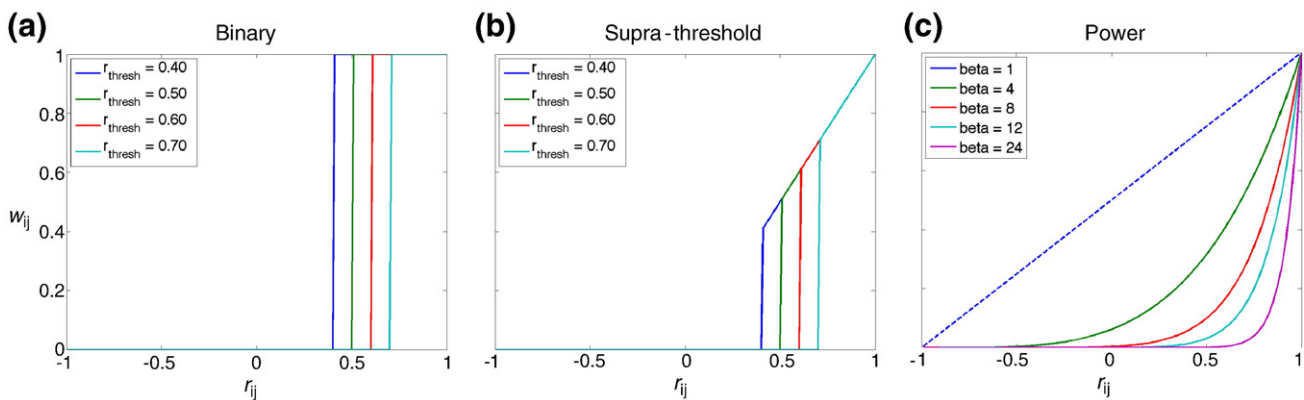 (a)
Binary
r_thresh = 0.40
r_thresh = 0.50
r_thresh = 0.60
r_thresh = 0.70
1
0.8
0.6
0.4
0.2
0
w_ij
-1
-0.5
0
0.5
1
r_ij
(b)
Supra-threshold
r_thresh = 0.40
r_thresh = 0.50
r_thresh = 0.60
r_thresh = 0.70
-1
-0.5
0
0.5
1
r_ij
(c)
Power
beta = 1
beta = 4
beta = 8
beta = 12
beta = 24
-1
-0.5
0
0.5
1
r_ij